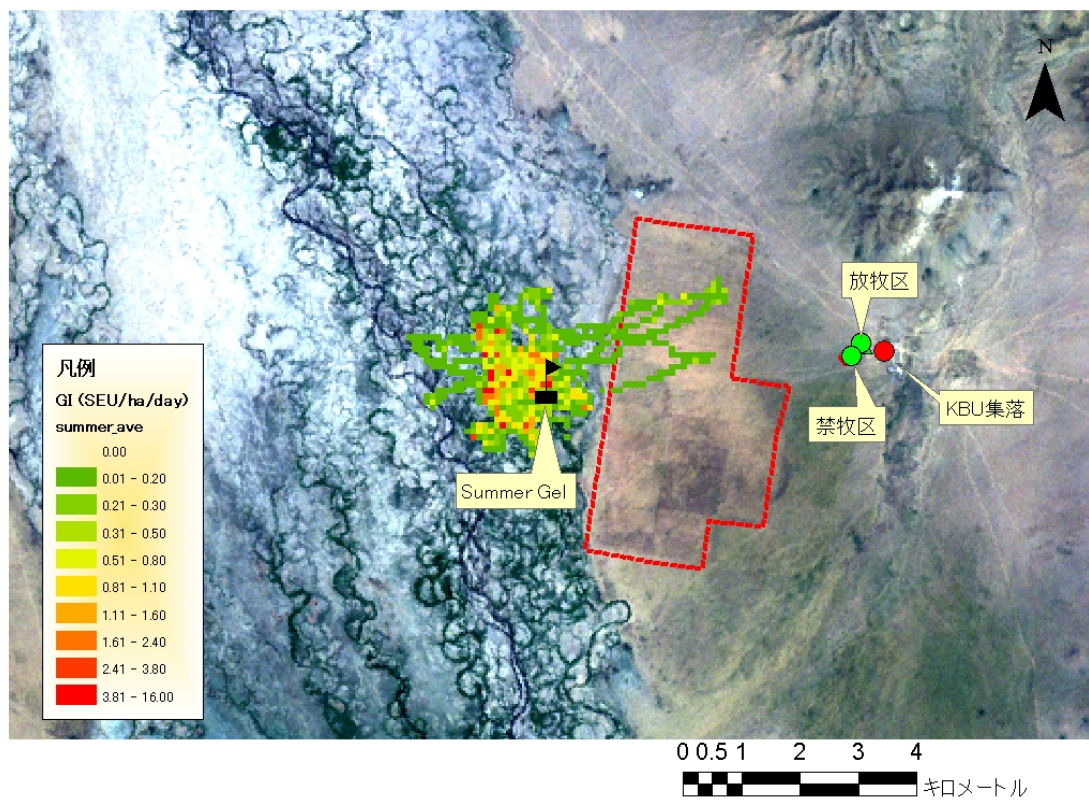 N
放牧区
禁牧区
KBU集落
Summer Gel
凡例
GI (SEU/ha/day)
summer_ave
0.00
0.01 - 0.20
0.21 - 0.30
0.31 - 0.50
0.51 - 0.80
0.81 - 1.10
1.11 - 1.60
1.61 - 2.40
2.41 - 3.80
3.81 - 16.00
0 0.5 1 2 3 4
キロメートル